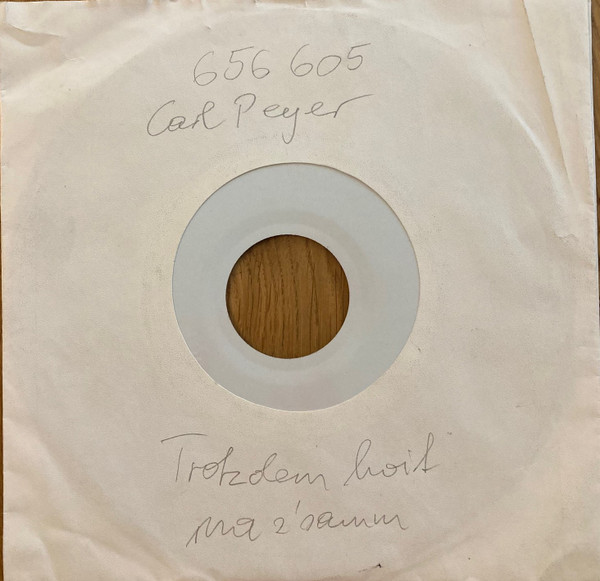 656 605
Carl Peyer
Trotzdem hoit
ma z'samm